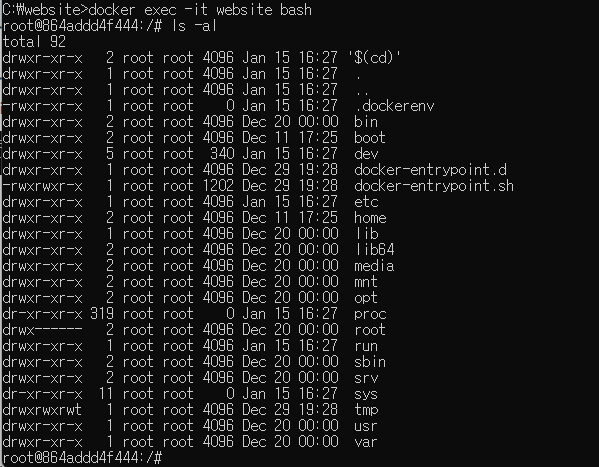 C:₩website>docker exec -it website bash
root@864addd4f444:/# ls -al
total 92
drwxr-xr-x   2 root root 4096 Jan 15 16:27 '$(cd)'
drwxr-xr-x   1 root root 4096 Jan 15 16:27  .
drwxr-xr-x   1 root root 4096 Jan 15 16:27  ..
-rwxr-xr-x   1 root root    0 Jan 15 16:27  .dockerenv
drwxr-xr-x   2 root root 4096 Dec 20 00:00  bin
drwxr-xr-x   2 root root 4096 Dec 11 17:25  boot
drwxr-xr-x   5 root root  340 Jan 15 16:27  dev
drwxr-xr-x   1 root root 4096 Dec 29 19:28  docker-entrypoint.d
-rwxrwxr-x   1 root root 1202 Dec 29 19:28  docker-entrypoint.sh
drwxr-xr-x   1 root root 4096 Jan 15 16:27  etc
drwxr-xr-x   2 root root 4096 Dec 11 17:25  home
drwxr-xr-x   1 root root 4096 Dec 20 00:00  lib
drwxr-xr-x   2 root root 4096 Dec 20 00:00  lib64
drwxr-xr-x   2 root root 4096 Dec 20 00:00  media
drwxr-xr-x   2 root root 4096 Dec 20 00:00  mnt
drwxr-xr-x   2 root root 4096 Dec 20 00:00  opt
dr-xr-xr-x 319 root root    0 Jan 15 16:27  proc
drwx------   2 root root 4096 Dec 20 00:00  root
drwxr-xr-x   1 root root 4096 Jan 15 16:27  run
drwxr-xr-x   2 root root 4096 Dec 20 00:00  sbin
drwxr-xr-x   2 root root 4096 Dec 20 00:00  srv
dr-xr-xr-x  11 root root    0 Jan 15 16:27  sys
drwxrwxrwt   1 root root 4096 Dec 29 19:28  tmp
drwxr-xr-x   1 root root 4096 Dec 20 00:00  usr
drwxr-xr-x   1 root root 4096 Dec 20 00:00  var
root@864addd4f444:/#